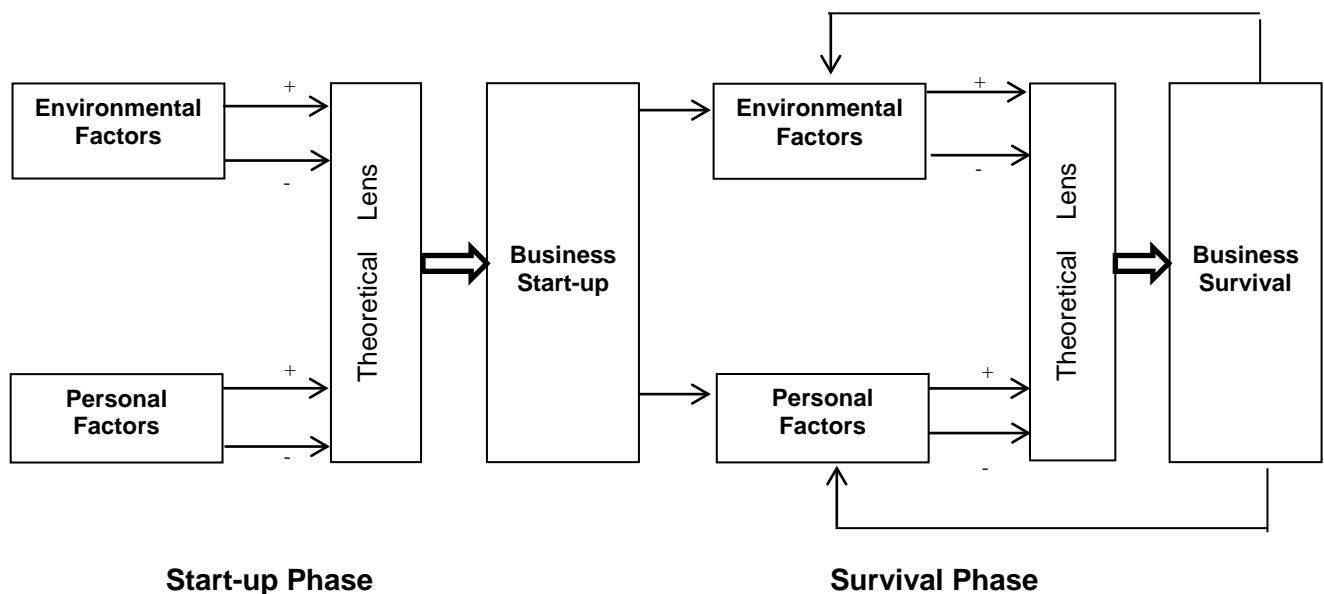 Environmental
Factors
+
-
Personal
Factors
+
-
Theoretical Lens
Business
Start-up
Environmental
Factors
+
-
Personal
Factors
+
-
Theoretical Lens
Business
Survival
Start-up Phase
Survival Phase